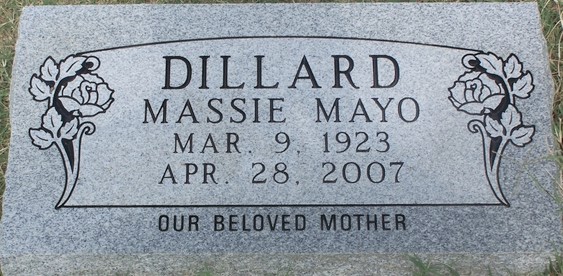 DILLARD
MASSIE MAYO
MAR. 9, 1923
APR. 28, 2007
OUR BELOVED MOTHER